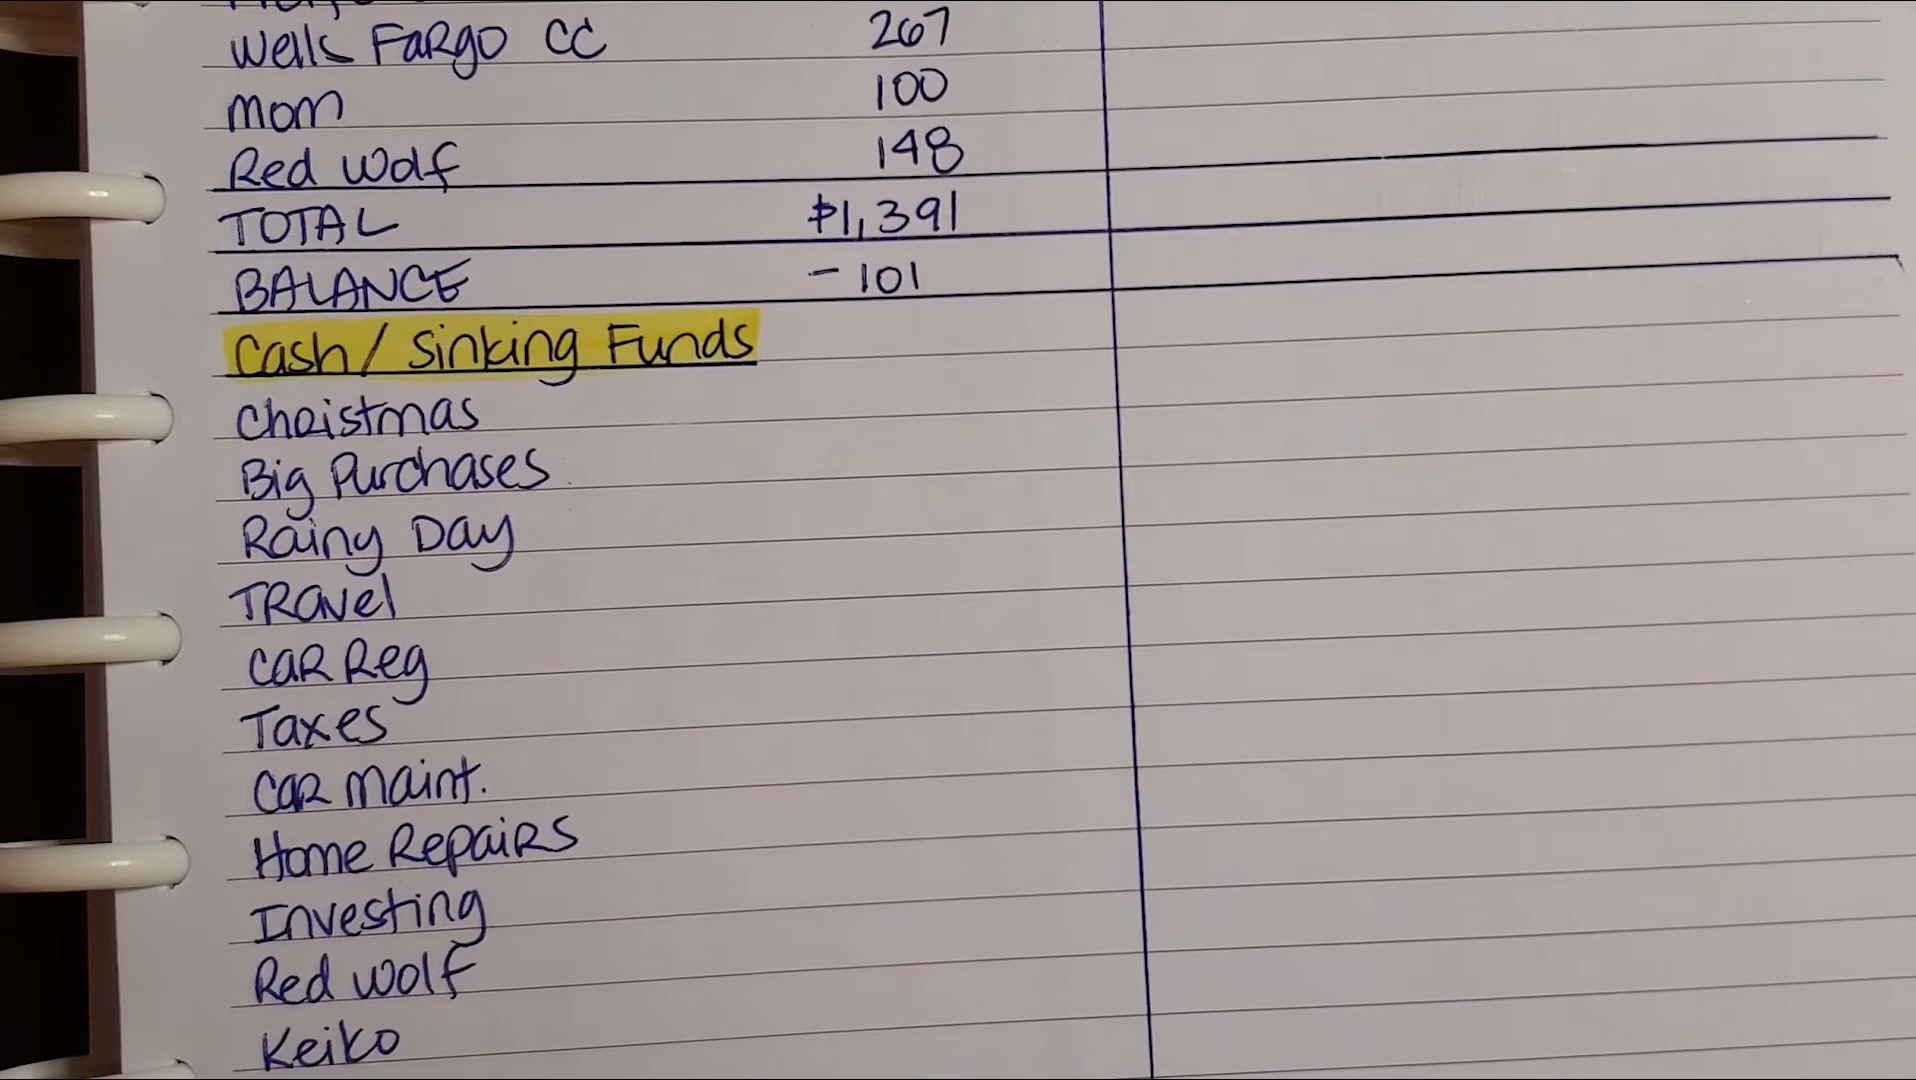 Wells Fargo CC 267
Mom 100
Red Wolf 148
TOTAL $1,391
BALANCE -101
Cash/Sinking Funds
Christmas
Big Purchases
Rainy Day
Travel
Car Reg
Taxes
Car Maint.
Home Repairs
Investing
Red Wolf
Keiko